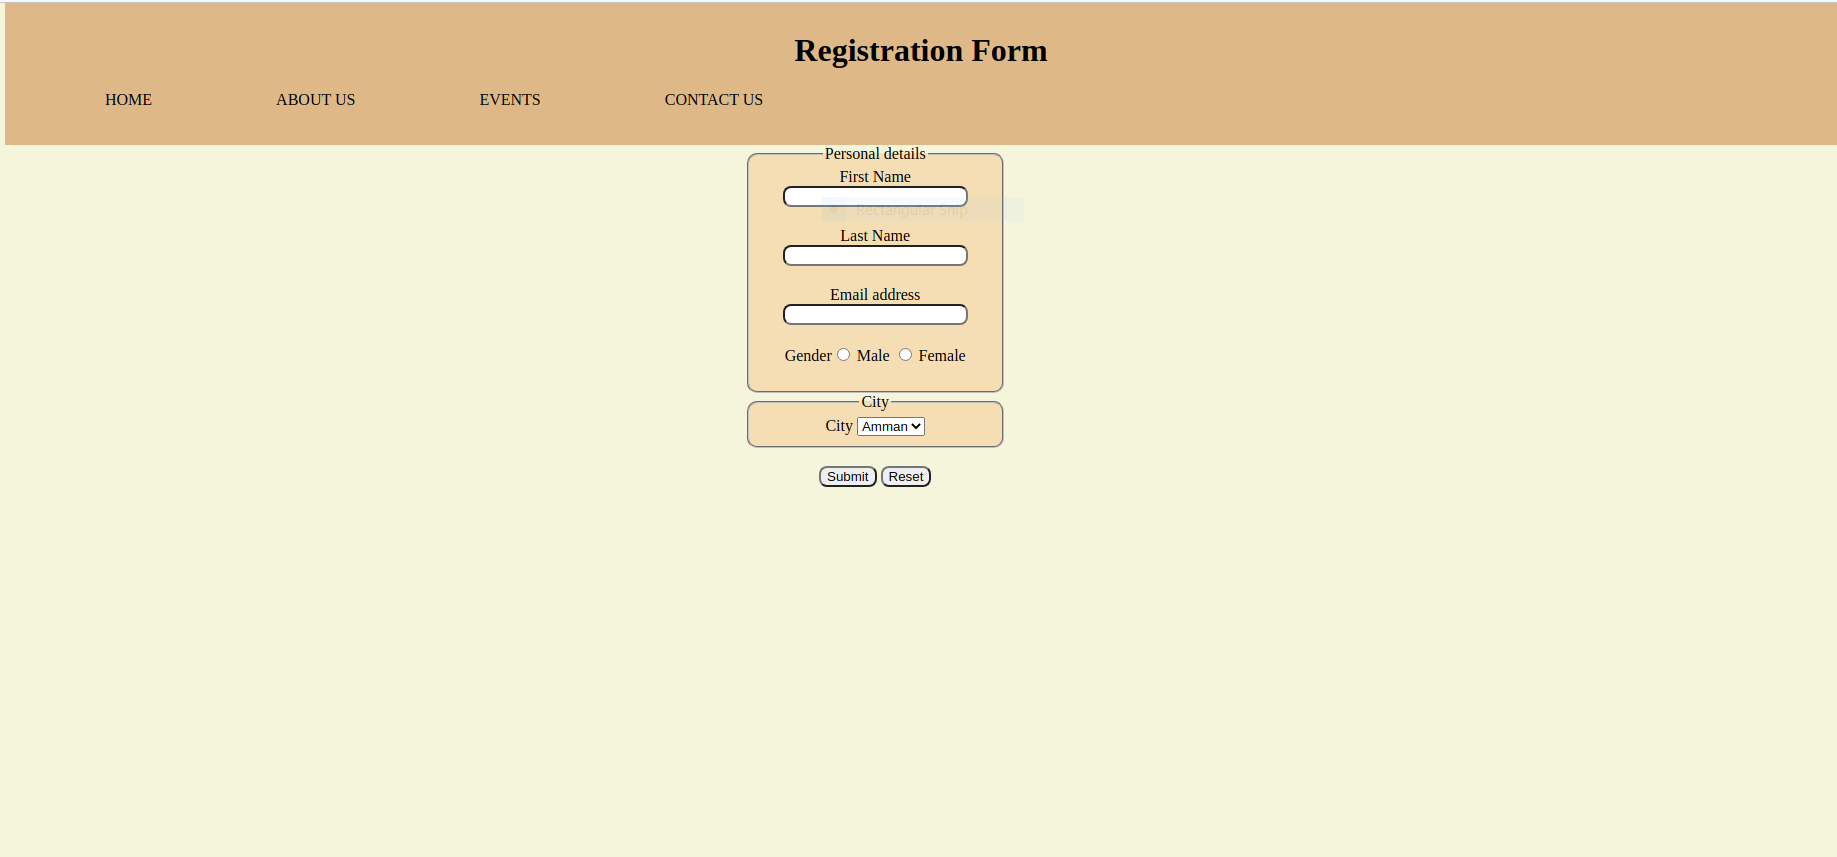 Registration Form
HOME ABOUT US EVENTS CONTACT US
Personal details
First Name
Rectangular Snip
Last Name
Email address
Gender Male Female
City
City Amman
Submit Reset